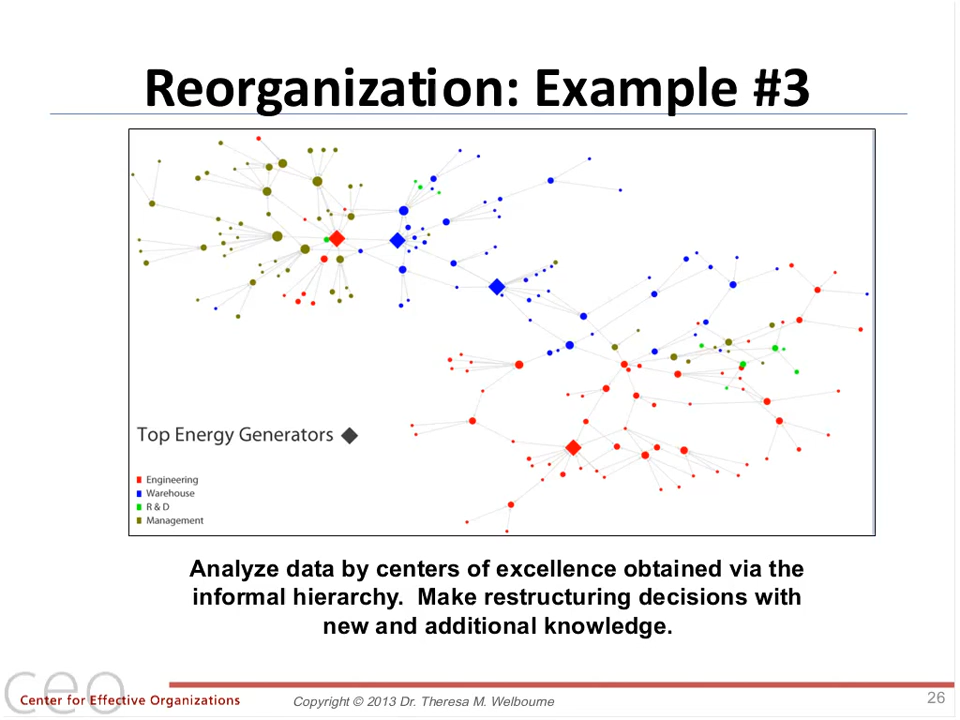 Reorganization: Example #3
Top Energy Generators
Engineering
Warehouse
R & D
Management
Analyze data by centers of excellence obtained via the
informal hierarchy.  Make restructuring decisions with
new and additional knowledge.
ceo
Center for Effective Organizations
Copyright © 2013 Dr. Theresa M. Welbourne
26